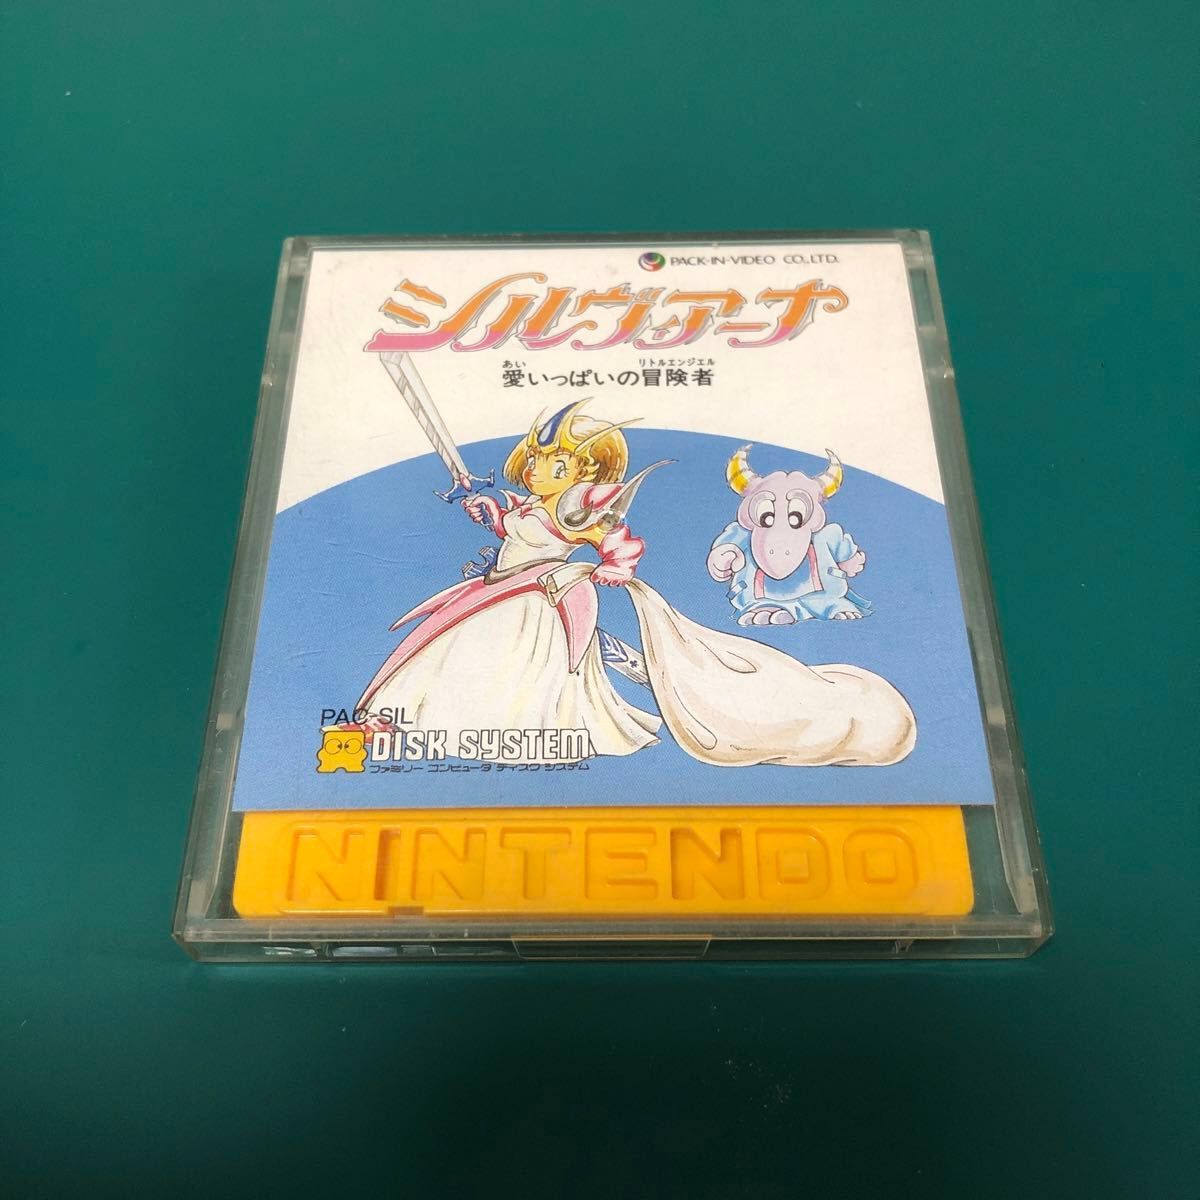 PACK-IN-VIDEO CO.,LTD.
シルヴァーナ
あい リトルエンジェル
愛いっぱいの冒険者
PAC-SIL
DISK SYSTEM
ファミリー コンピュータ ディスク システム
NINTENDO